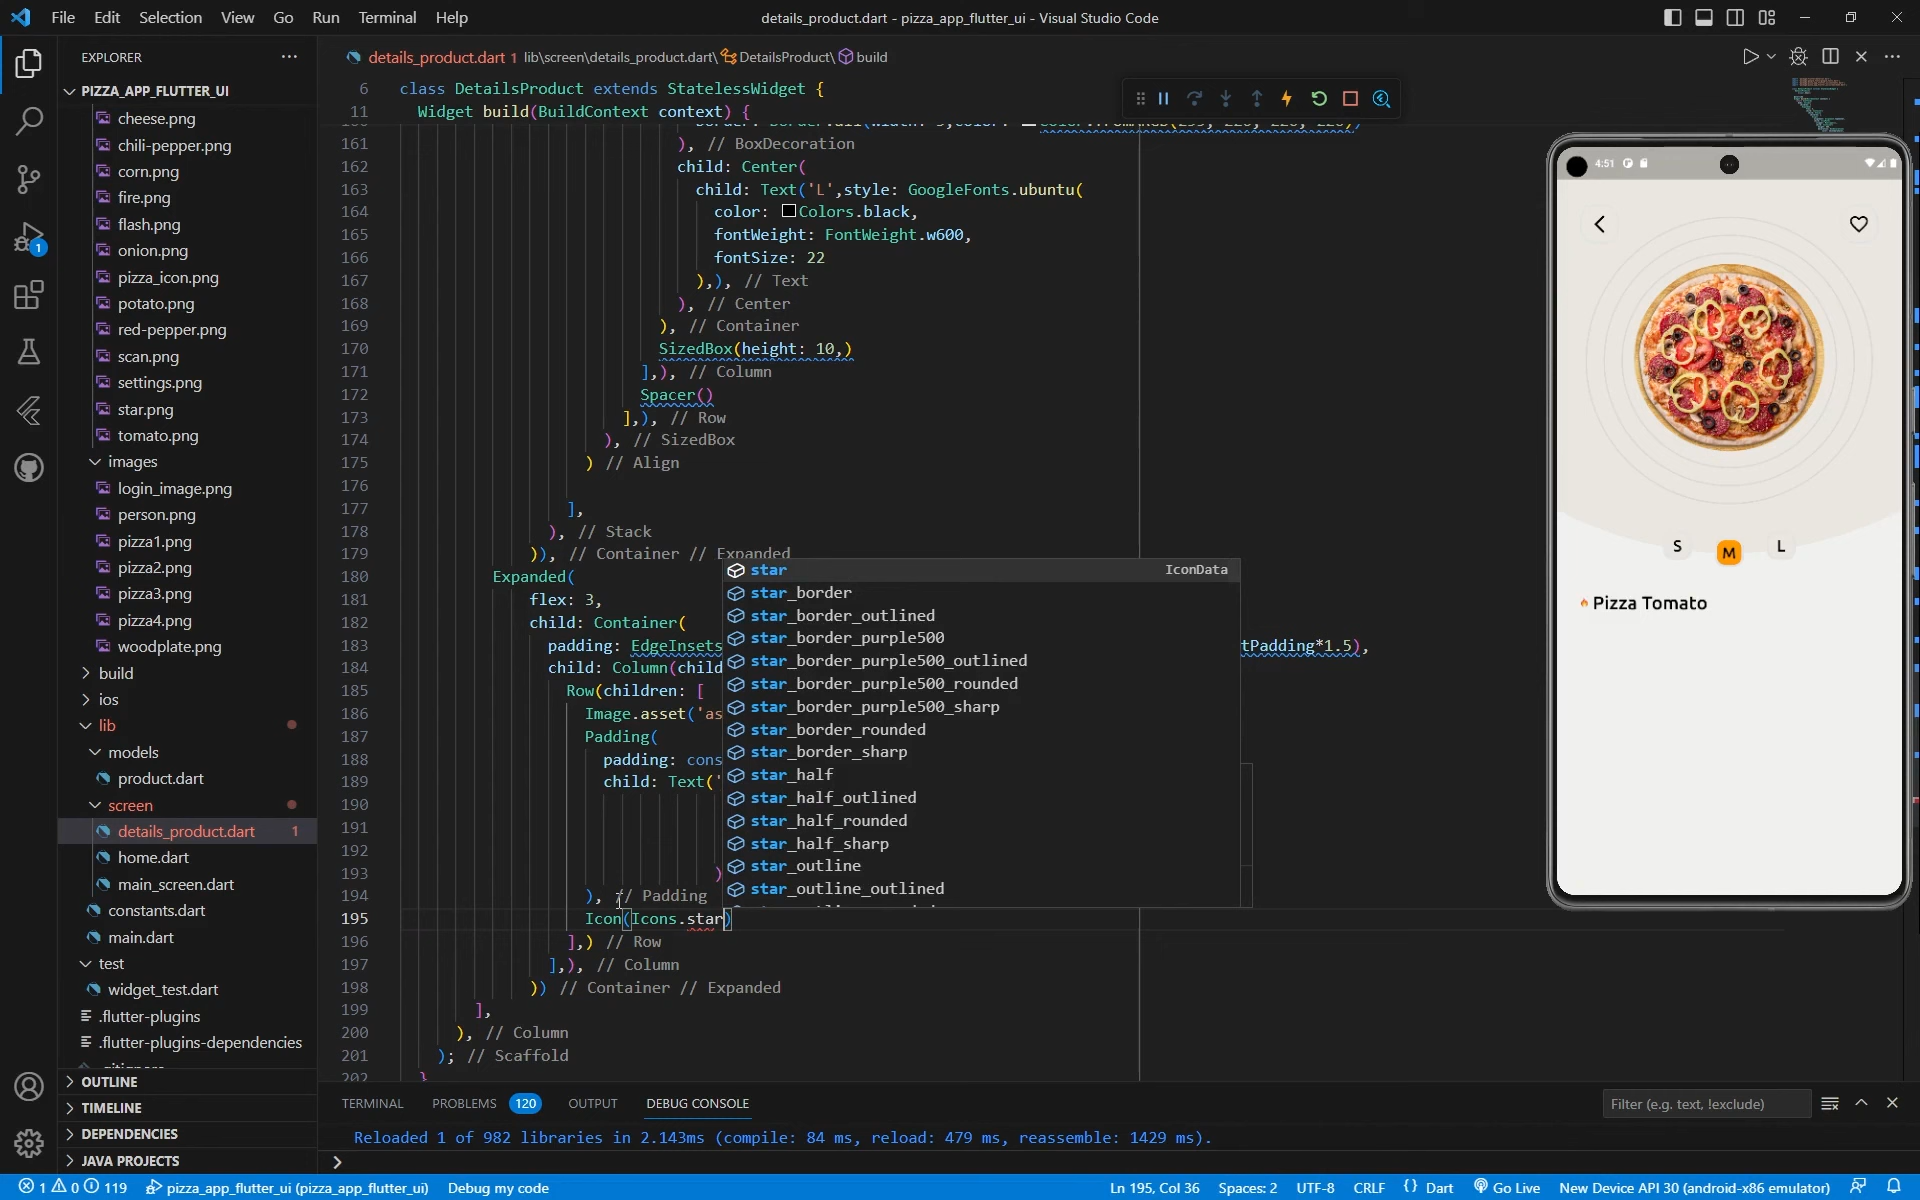 File Edit Selection View Go Run Terminal Help
details_product.dart - pizza_app_flutter_ui - Visual Studio Code
EXPLORER
PIZZA_APP_FLUTTER_UI
cheese.png
chili-pepper.png
corn.png
fire.png
flash.png
onion.png
pizza_icon.png
potato.png
red-pepper.png
scan.png
settings.png
star.png
tomato.png
images
login_image.png
person.png
pizza1.png
pizza2.png
pizza3.png
pizza4.png
woodplate.png
build
ios
lib
models
product.dart
screen
details_product.dart 1
home.dart
main_screen.dart
constants.dart
main.dart
test
widget_test.dart
.flutter-plugins
.flutter-plugins-dependencies
OUTLINE
TIMELINE
DEPENDENCIES
JAVA PROJECTS
1
details_product.dart 1 lib\screen\details_product.dart\ DetailsProduct\ build
6 class DetailsProduct extends StatelessWidget {
11 Widget build(BuildContext context) {
161 ), // BoxDecoration
162 child: Center(
163 child: Text('L',style: GoogleFonts.ubuntu(
164 color: Colors.black,
165 fontWeight: FontWeight.w600,
166 fontSize: 22
167 ),), // Text
168 ), // Center
169 ), // Container
170 SizedBox(height: 10,)
171 ],), // Column
172 Spacer()
173 ],), // Row
174 ), // SizedBox
175 ) // Align
176
177 ],
178 ), // Stack
179 )), // Container // Expanded
180 Expanded(
181 flex: 3,
182 child: Container(
183 padding: EdgeInsets tPadding*1.5),
184 child: Column(child
185 Row(children: [
186 Image.asset('as
187 Padding(
188 padding: cons
189 child: Text('
190
191
192
193 )
194 ), // Padding
195 Icon(Icons.star)
196 ],) // Row
197 ],), // Column
198 )) // Container // Expanded
199 ],
200 ), // Column
201 ); // Scaffold
202 }
star IconData
star_border
star_border_outlined
star_border_purple500
star_border_purple500_outlined
star_border_purple500_rounded
star_border_purple500_sharp
star_border_rounded
star_border_sharp
star_half
star_half_outlined
star_half_rounded
star_half_sharp
star_outline
star_outline_outlined
4:51
S M L
Pizza Tomato
TERMINAL PROBLEMS 120 OUTPUT DEBUG CONSOLE
Filter (e.g. text, !exclude)
Reloaded 1 of 982 libraries in 2.143ms (compile: 84 ms, reload: 479 ms, reassemble: 1429 ms).
1 0 119 pizza_app_flutter_ui (pizza_app_flutter_ui) Debug my code
Ln 195, Col 36 Spaces: 2 UTF-8 CRLF {} Dart Go Live New Device API 30 (android-x86 emulator)